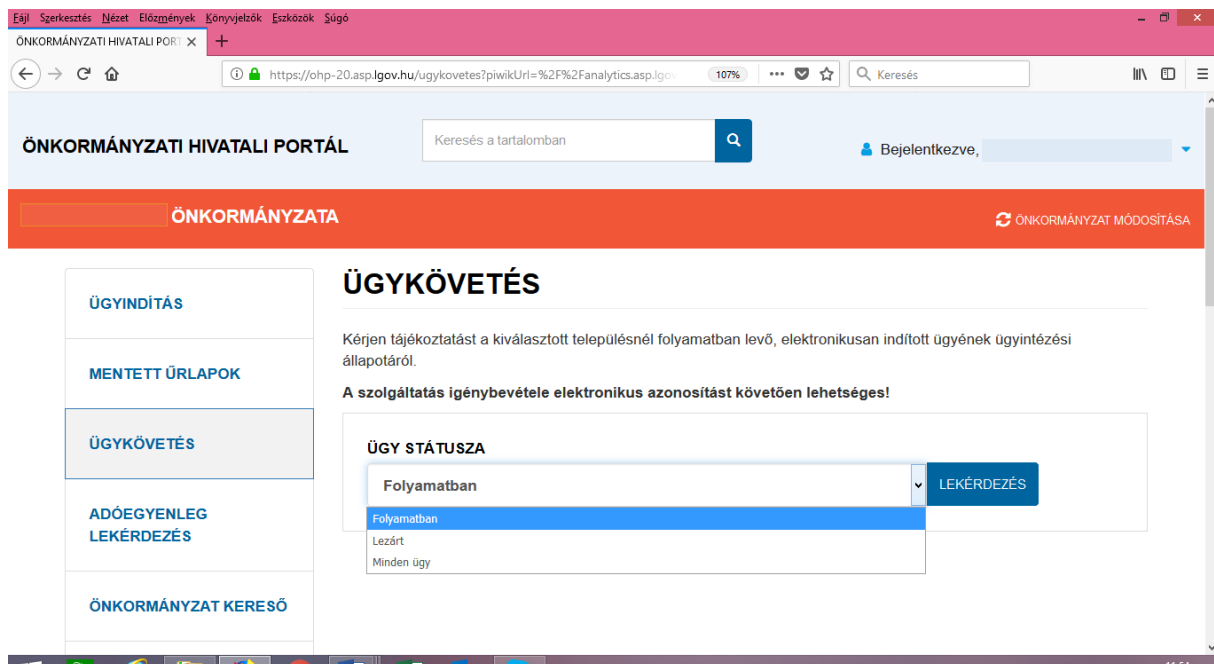 Fájl Szerkesztés Nézet Előzmények Könyvjelzők Eszközök Súgó
ÖNKORMÁNYZATI HIVATALI PORT
https://ohp-20.asp.lgov.hu/ugykovetes?piwikUrl=%2F%2Fanalytics.asp.lgov
107%
Keresés
ÖNKORMÁNYZATI HIVATALI PORTÁL
Keresés a tartalomban
Bejelentkezve,
ÖNKORMÁNYZATA
ÖNKORMÁNYZAT MÓDOSÍTÁSA
ÜGYINDÍTÁS
MENTETT ŰRLAPOK
ÜGYKÖVETÉS
ADÓEGYENLEG
LEKÉRDEZÉS
ÖNKORMÁNYZAT KERESŐ
ÜGYKÖVETÉS
Kérjen tájékoztatást a kiválasztott településnél folyamatban levő, elektronikusan indított ügyének ügyintézési
állapotáról.
A szolgáltatás igénybevétele elektronikus azonosítást követően lehetséges!
ÜGY STÁTUSZA
Folyamatban
LEKÉRDEZÉS
Folyamatban
Lezárt
Minden ügy